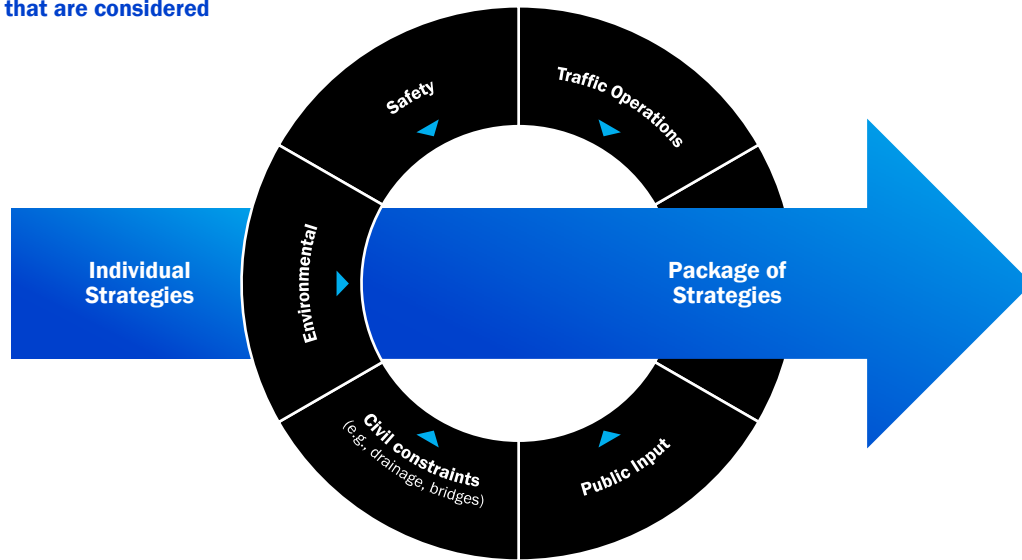 that are considered
Safety
Traffic Operations
Environmental
Individual
Strategies
Package of
Strategies
Civil constraints
(e.g., drainage, bridges)
Public Input